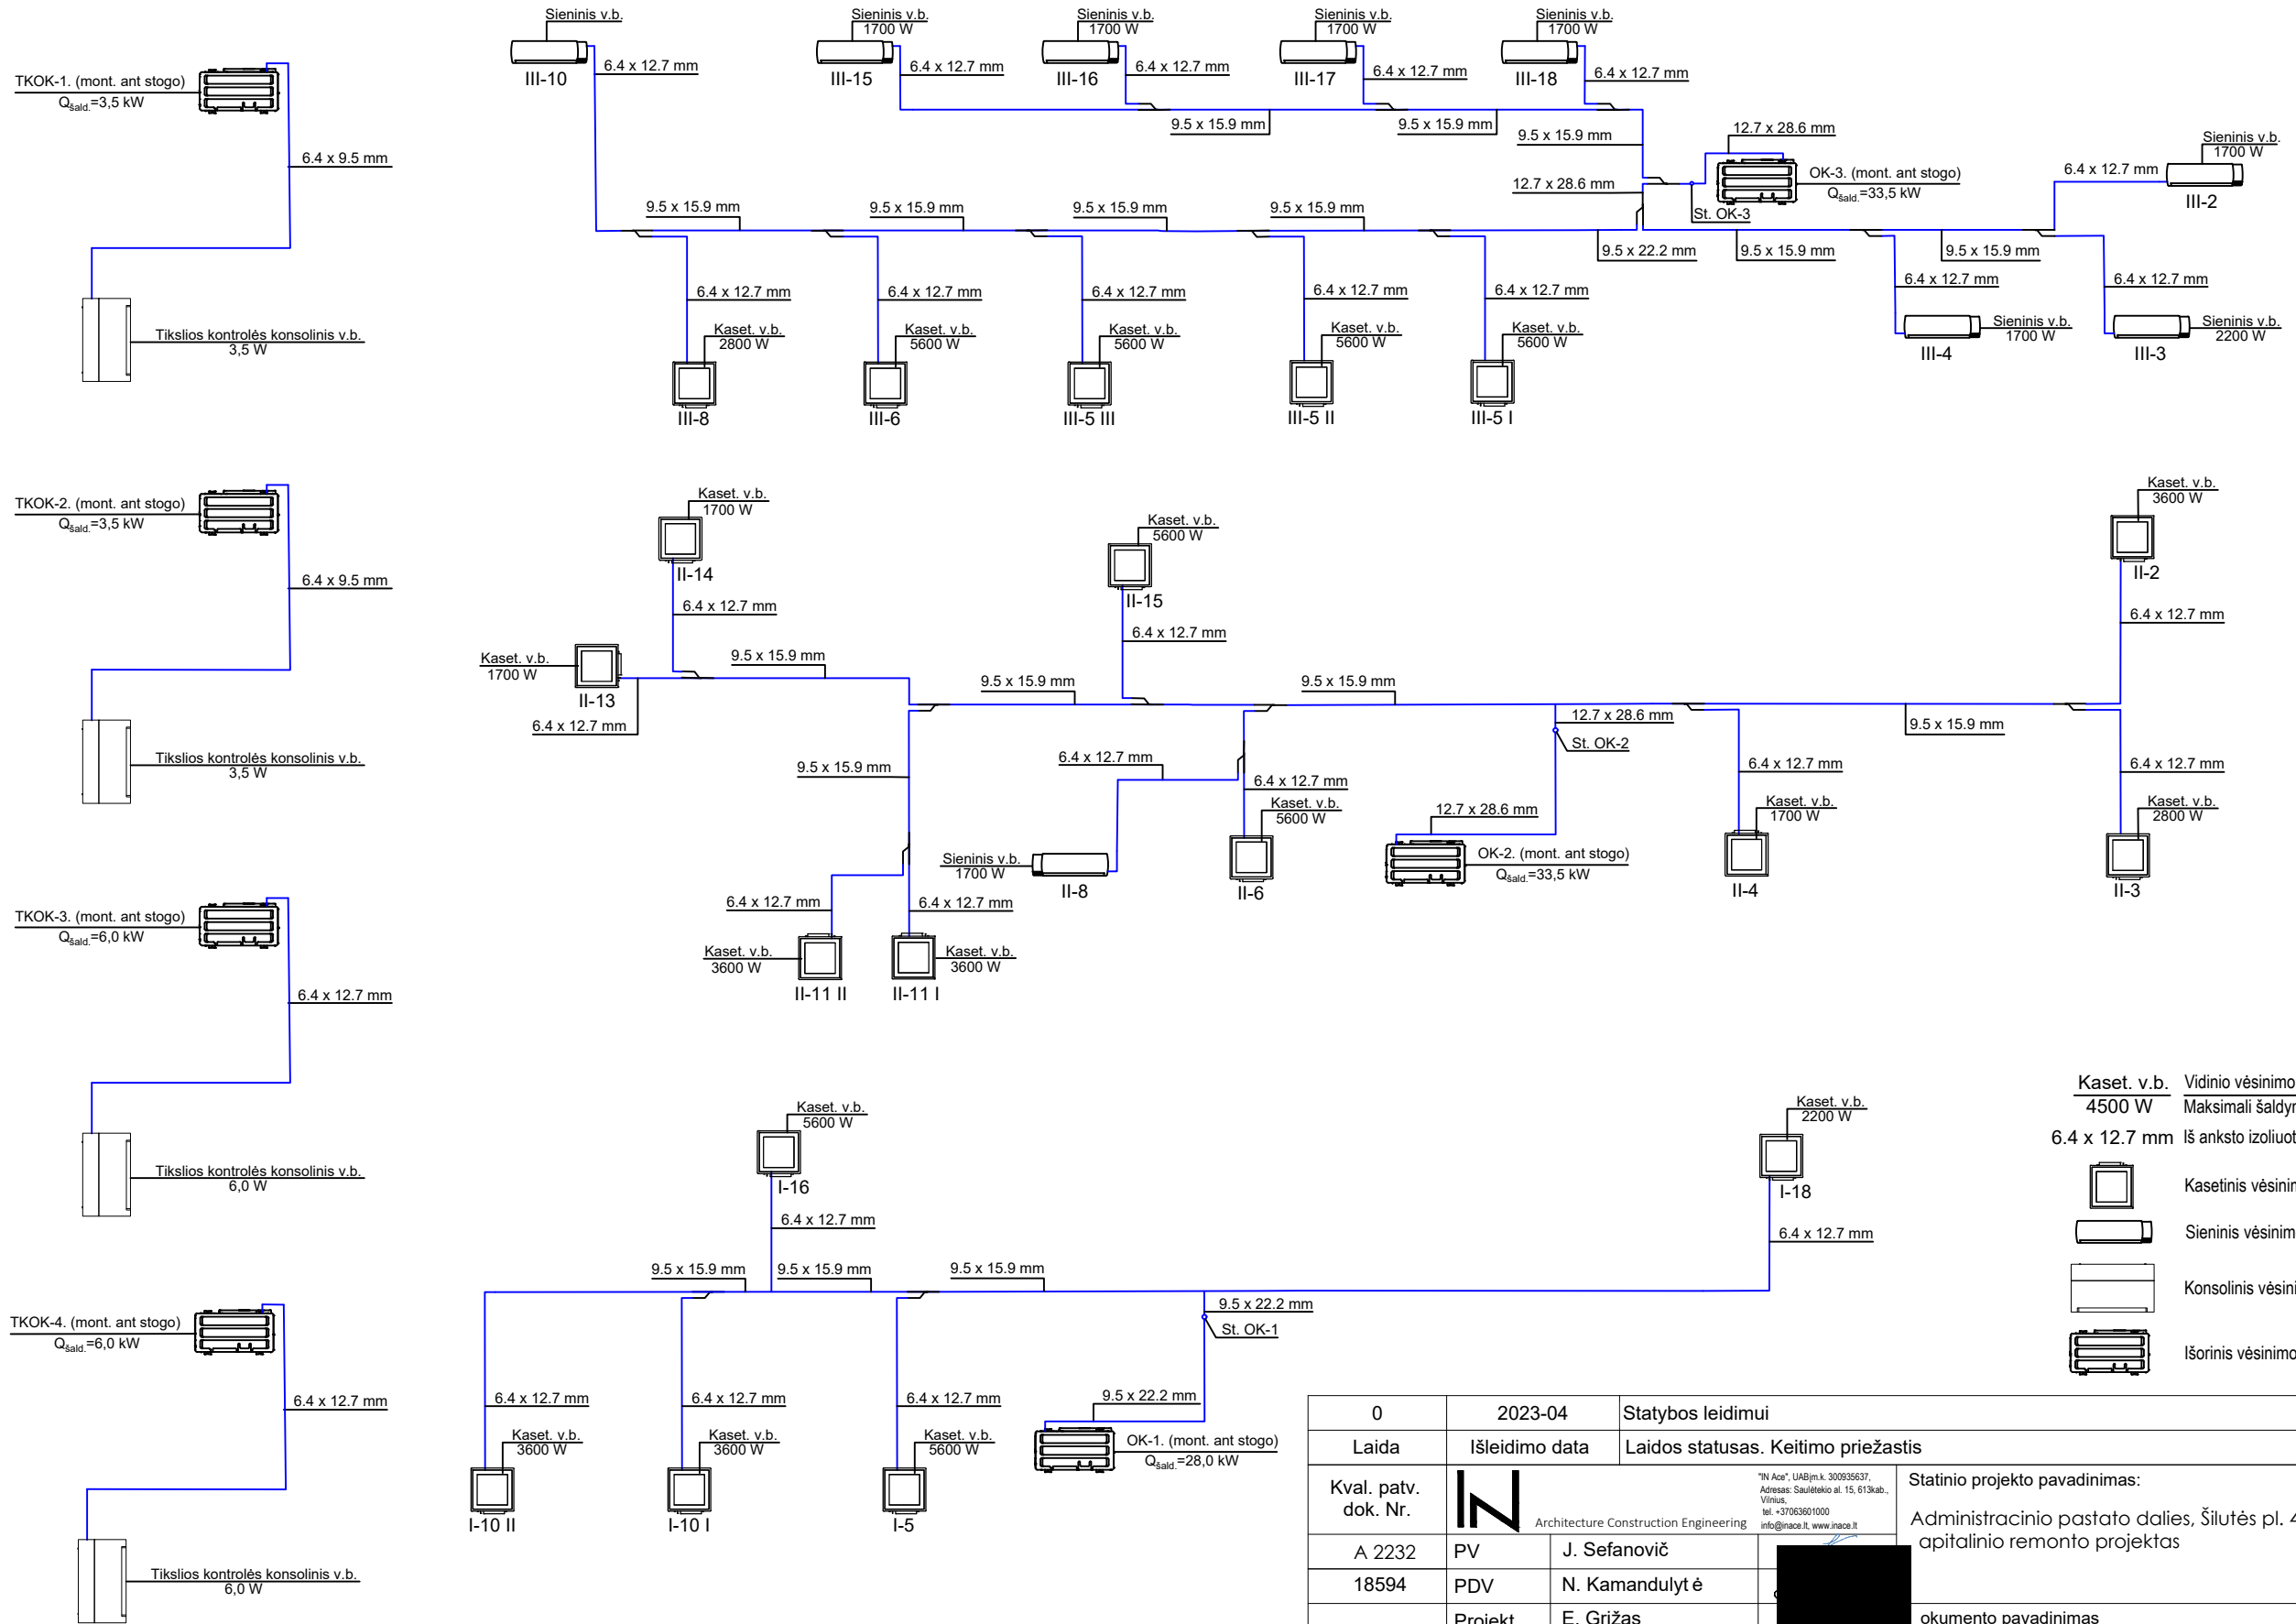 TKOK-1. (mont. ant stogo)
Qšald.=3,5 kW
6.4 x 9.5 mm
Tikslios kontrolės konsolinis v.b.
3,5 W
TKOK-2. (mont. ant stogo)
Qšald.=3,5 kW
6.4 x 9.5 mm
Tikslios kontrolės konsolinis v.b.
3,5 W
TKOK-3. (mont. ant stogo)
Qšald.=6,0 kW
6.4 x 12.7 mm
Tikslios kontrolės konsolinis v.b.
6,0 W
TKOK-4. (mont. ant stogo)
Qšald.=6,0 kW
6.4 x 12.7 mm
Tikslios kontrolės konsolinis v.b.
6,0 W
Sieninis v.b.
III-10
6.4 x 12.7 mm
Sieninis v.b.
1700 W
III-15
6.4 x 12.7 mm
Sieninis v.b.
1700 W
III-16
6.4 x 12.7 mm
Sieninis v.b.
1700 W
III-17
6.4 x 12.7 mm
Sieninis v.b.
1700 W
III-18
6.4 x 12.7 mm
9.5 x 15.9 mm
9.5 x 15.9 mm
9.5 x 15.9 mm
12.7 x 28.6 mm
12.7 x 28.6 mm
OK-3. (mont. ant stogo)
Qšald.=33,5 kW
St. OK-3
6.4 x 12.7 mm
Sieninis v.b.
1700 W
III-2
9.5 x 15.9 mm
9.5 x 15.9 mm
9.5 x 15.9 mm
9.5 x 15.9 mm
9.5 x 22.2 mm
9.5 x 15.9 mm
9.5 x 15.9 mm
6.4 x 12.7 mm
Kaset. v.b.
2800 W
III-8
6.4 x 12.7 mm
Kaset. v.b.
5600 W
III-6
6.4 x 12.7 mm
Kaset. v.b.
5600 W
III-5 III
6.4 x 12.7 mm
Kaset. v.b.
5600 W
III-5 II
6.4 x 12.7 mm
Kaset. v.b.
5600 W
III-5 I
6.4 x 12.7 mm
Sieninis v.b.
1700 W
III-4
6.4 x 12.7 mm
Sieninis v.b.
2200 W
III-3
Kaset. v.b.
1700 W
II-14
6.4 x 12.7 mm
Kaset. v.b.
1700 W
II-13
6.4 x 12.7 mm
9.5 x 15.9 mm
Kaset. v.b.
5600 W
II-15
6.4 x 12.7 mm
9.5 x 15.9 mm
9.5 x 15.9 mm
Kaset. v.b.
3600 W
II-2
6.4 x 12.7 mm
12.7 x 28.6 mm
St. OK-2
9.5 x 15.9 mm
9.5 x 15.9 mm
6.4 x 12.7 mm
6.4 x 12.7 mm
Kaset. v.b.
5600 W
II-6
Sieninis v.b.
1700 W
II-8
12.7 x 28.6 mm
OK-2. (mont. ant stogo)
Qšald.=33,5 kW
6.4 x 12.7 mm
Kaset. v.b.
1700 W
II-4
6.4 x 12.7 mm
Kaset. v.b.
2800 W
II-3
6.4 x 12.7 mm
Kaset. v.b.
3600 W
II-11 II
6.4 x 12.7 mm
Kaset. v.b.
3600 W
II-11 I
Kaset. v.b.
5600 W
I-16
6.4 x 12.7 mm
Kaset. v.b.
2200 W
I-18
6.4 x 12.7 mm
9.5 x 15.9 mm
9.5 x 15.9 mm
9.5 x 15.9 mm
9.5 x 22.2 mm
St. OK-1
6.4 x 12.7 mm
Kaset. v.b.
3600 W
I-10 II
6.4 x 12.7 mm
Kaset. v.b.
3600 W
I-10 I
6.4 x 12.7 mm
Kaset. v.b.
5600 W
I-5
9.5 x 22.2 mm
OK-1. (mont. ant stogo)
Qšald.=28,0 kW
Kaset. v.b. Vidinio vėsinimo
4500 W Maksimali šaldym
6.4 x 12.7 mm Iš anksto izoliuot
Kasetinis vėsinim
Sieninis vėsinim
Konsolinis vėsini
Išorinis vėsinimo
0 2023-04 Statybos leidimui
Laida Išleidimo data Laidos statusas. Keitimo priežastis
Kval. patv.
dok. Nr.
IN
Architecture Construction Engineering
"IN Ace", UABįm.k. 300935637,
Adresas: Saulėtekio al. 15, 613kab.,
Vilnius,
tel. +37063601000
info@inace.lt, www.inace.lt
Statinio projekto pavadinimas:
Administracinio pastato dalies, Šilutės pl. 4
apitalinio remonto projektas
A 2232 PV J. Sefanovič
18594 PDV N. Kamandulytė
Projekt E. Grižas
okumento pavadinimas